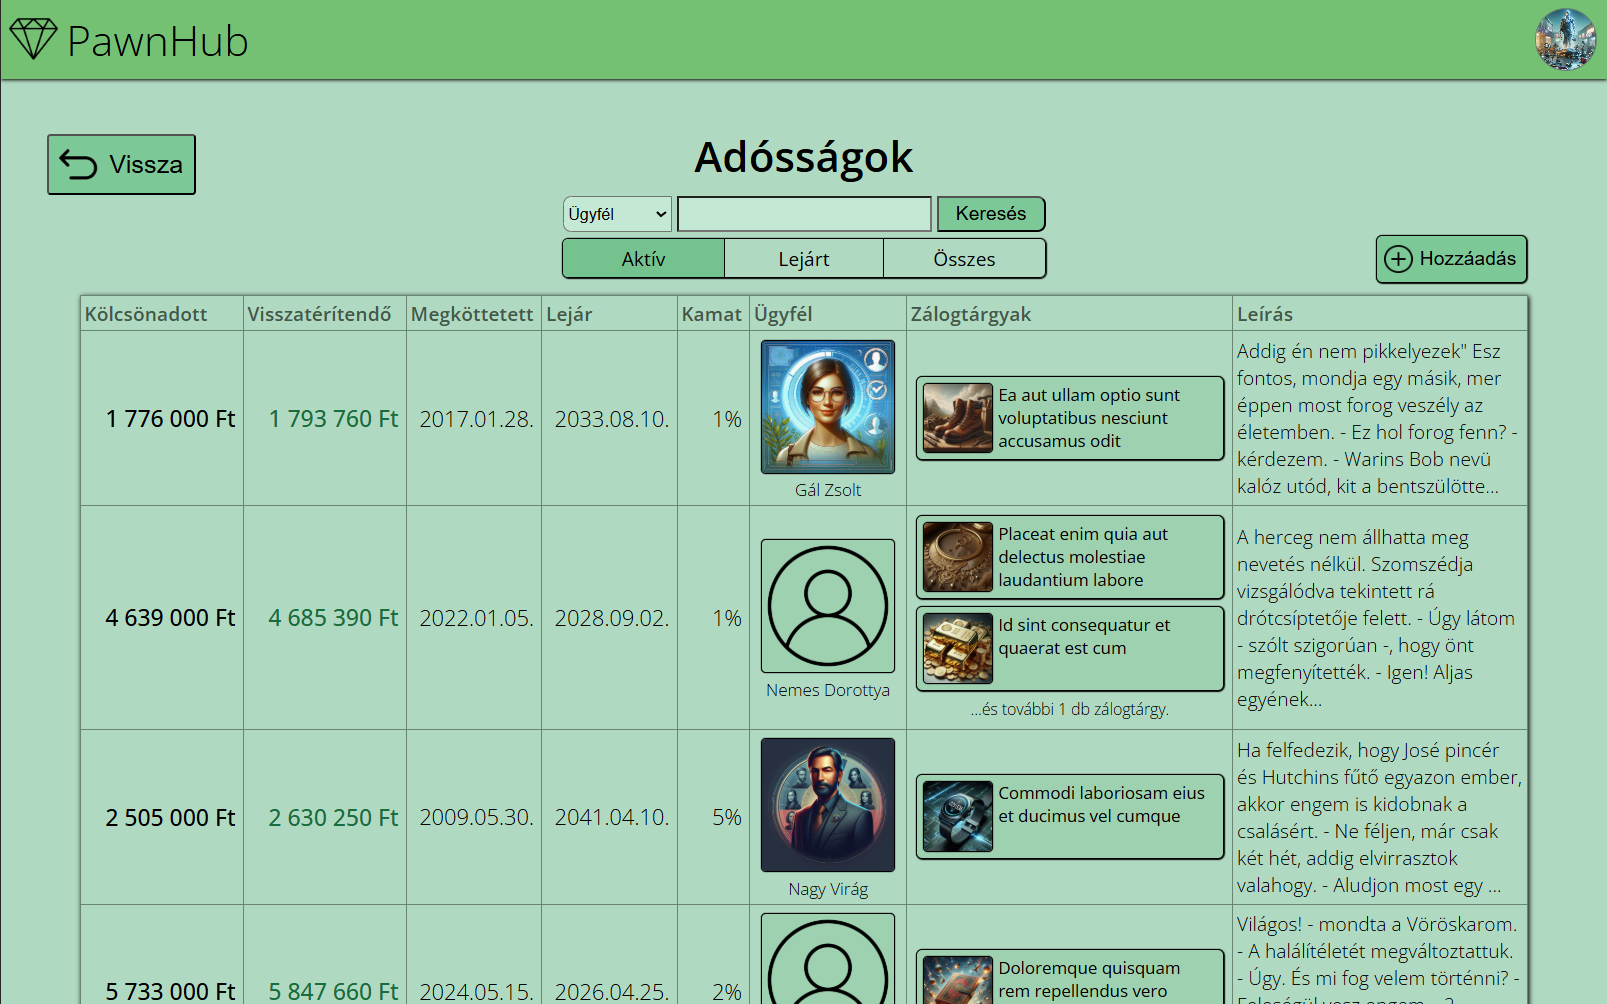 PawnHub
Vissza
Adósságok
Ügyfél
Keresés
Aktív
Lejárt
Összes
Hozzáadás
Kölcsönadott
Visszatérítendő
Megköttetett
Lejár
Kamat
Ügyfél
Zálogtárgyak
Leírás
1 776 000 Ft
1 793 760 Ft
2017.01.28.
2033.08.10.
1%
Gál Zsolt
Ea aut ullam optio sunt
voluptatibus nesciunt
accusamus odit
Addig én nem pikkelyezek" Esz
fontos, mondja egy másik, mer
éppen most forog veszély az
életemben. - Ez hol forog fenn? -
kérdezem. - Warins Bob nevü
kalóz utód, kit a bentszülötte...
4 639 000 Ft
4 685 390 Ft
2022.01.05.
2028.09.02.
1%
Nemes Dorottya
Placeat enim quia aut
delectus molestiae
laudantium labore
Id sint consequatur et
quaerat est cum
...és további 1 db zálogtárgy.
A herceg nem állhatta meg
nevetés nélkül. Szomszédja
vizsgálódva tekintett rá
drótcsíptetője felett. - Úgy látom
- szólt szigorúan -, hogy önt
megfenyítették. - Igen! Aljas
egyének...
2 505 000 Ft
2 630 250 Ft
2009.05.30.
2041.04.10.
5%
Nagy Virág
Commodi laboriosam eius
et ducimus vel cumque
Ha felfedezik, hogy José pincér
és Hutchins fűtő egyazon ember,
akkor engem is kidobnak a
csalásért. - Ne féljen, már csak
két hét, addig elvirrasztok
valahogy. - Aludjon most egy ...
5 733 000 Ft
5 847 660 Ft
2024.05.15.
2026.04.25.
2%
Doloremque quisquam
rem repellendus vero
Világos! - mondta a Vöröskarom.
- A halálítéletét megváltoztattuk.
- Úgy. És mi fog velem történni? -